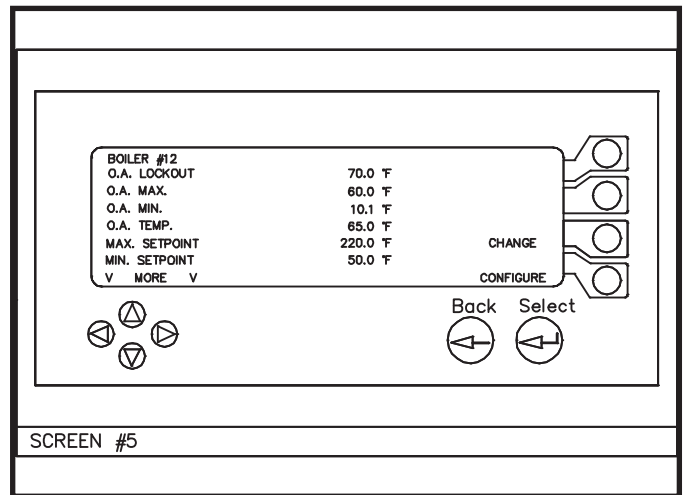 BOILER #12
O.A. LOCKOUT 70.0 °F
O.A. MAX. 60.0 °F
O.A. MIN. 10.1 °F
O.A. TEMP. 65.0 °F
MAX. SETPOINT 220.0 °F CHANGE
MIN. SETPOINT 50.0 °F
V MORE V CONFIGURE
Back Select
SCREEN #5